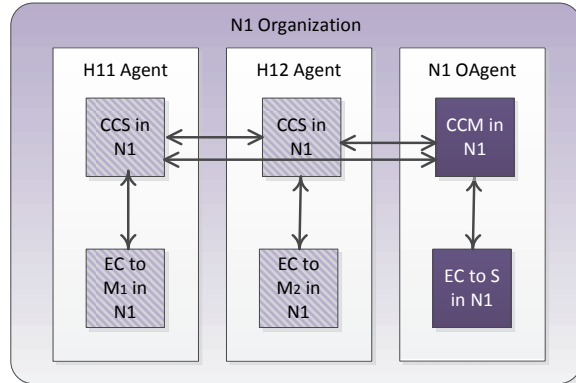 N1 Organization
H11 Agent
H12 Agent
N1 OAgent
CCS in
N1
CCS in
N1
CCM in
N1
EC to
M1 in
N1
EC to
M2 in
N1
EC to S
in N1